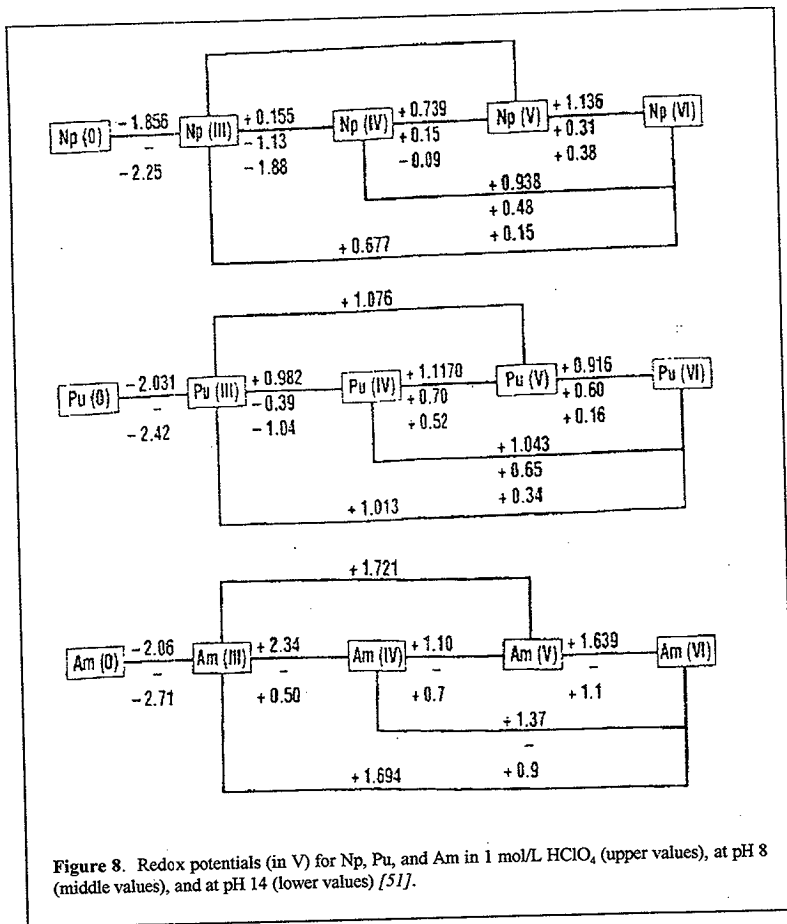 Np (0) − 1.856 Np (III) + 0.155 Np (IV) + 0.739 Np (V) + 1.136 Np (VI)
− − 1.13 + 0.15 + 0.31
− 2.25 − 1.88 − 0.09 + 0.38
+ 0.938
+ 0.48
+ 0.677 + 0.15
+ 1.076
Pu (0) − 2.031 Pu (III) + 0.982 Pu (IV) + 1.1170 Pu (V) + 0.916 Pu (VI)
− − 0.39 + 0.70 + 0.60
− 2.42 − 1.04 + 0.52 + 0.16
+ 1.043
+ 0.65
+ 0.34
+ 1.013
+ 1.721
Am (0) − 2.06 Am (III) + 2.34 Am (IV) + 1.10 Am (V) + 1.639 Am (VI)
− − − −
− 2.71 + 0.50 + 0.7 + 1.1
+ 1.37
−
+ 1.694 + 0.9
Figure 8. Redox potentials (in V) for Np, Pu, and Am in 1 mol/L HClO₄ (upper values), at pH 8
(middle values), and at pH 14 (lower values) [51].